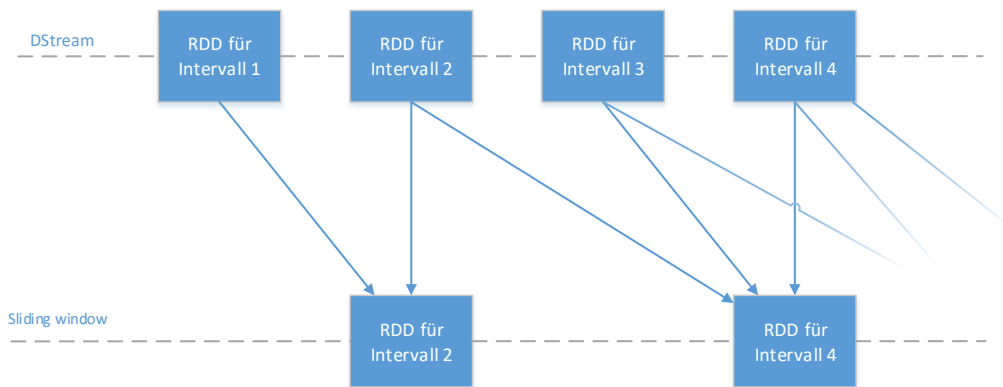 DStream
RDD für
Intervall 1
RDD für
Intervall 2
RDD für
Intervall 3
RDD für
Intervall 4
Sliding window
RDD für
Intervall 2
RDD für
Intervall 4